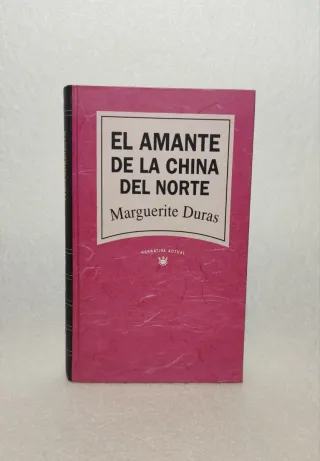 EL AMANTE
DE LA CHINA
DEL NORTE
Marguerite Duras
NARRATIVA ACTUAL